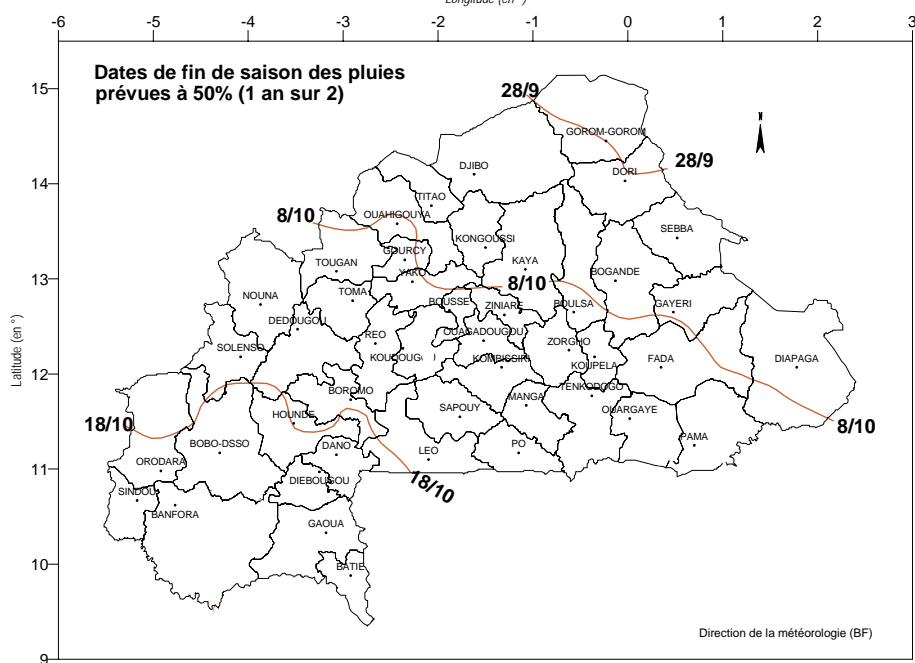 Longitude (en °)
-6 -5 -4 -3 -2 -1 0 1 2 3
Dates de fin de saison des pluies
prévues à 50% (1 an sur 2)
15
28/9
GOROM-GOROM
DJIBO
28/9
DORI
14
TITAO
8/10
OUAHIGOUYA
SEBBA
KONGOUSSI
GOURCY
KAYA
TOUGAN
BOGANDE
13
YAKO
8/10
NOUNA
TOMA
BOUSSE
ZINIARE
BOULSA
GAYERI
DEDOUGOU
REO
OUAGADOUGOU
ZORGHO
SOLENSO
KOUDOUGOU
KOMBISSIRI
KOUPELA
FADA
DIAPAGA
12
Latitude (en °)
BOROMO
TENKODOGO
MANGA
HOUNDE
SAPOUY
OUARGAYE
18/10
8/10
BOBO-DSSO
DANO
LEO
PO
PAMA
11
ORODARA
18/10
SINDOU
DIEBOUGOU
BANFORA
GAOUA
10
BATIE
Direction de la météorologie (BF)
9